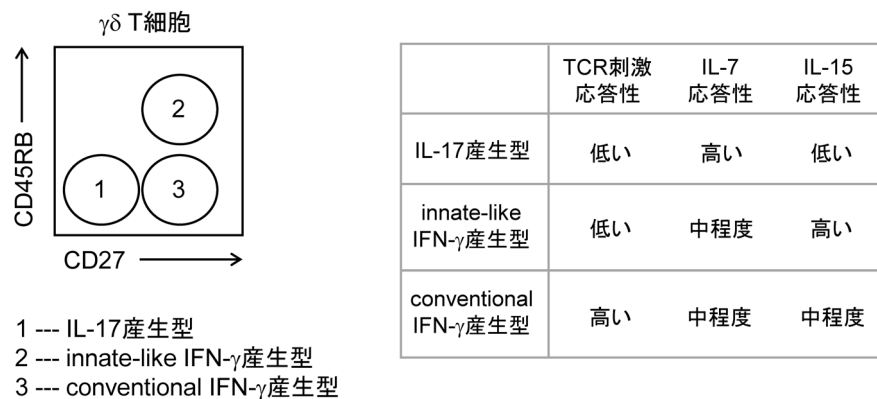 γδ T細胞
CD45RB
2
1
3
CD27
1 --- IL-17産生型
2 --- innate-like IFN-γ産生型
3 --- conventional IFN-γ産生型
TCR刺激 IL-7 IL-15
応答性 応答性 応答性
IL-17産生型 低い 高い 低い
innate-like
IFN-γ産生型 低い 中程度 高い
conventional
IFN-γ産生型 高い 中程度 中程度